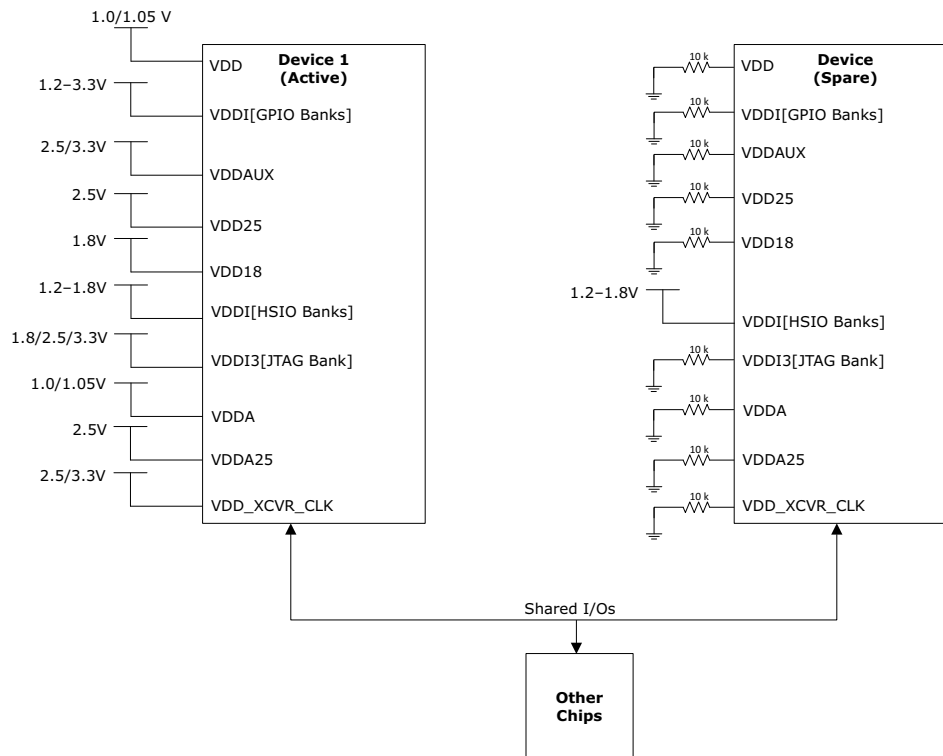 1.0/1.05 V
VDD
1.2–3.3V
VDDI[GPIO Banks]
2.5/3.3V
VDDAUX
2.5V
VDD25
1.8V
VDD18
1.2–1.8V
VDDI[HSIO Banks]
1.8/2.5/3.3V
VDDI3[JTAG Bank]
1.0/1.05V
VDDA
2.5V
VDDA25
2.5/3.3V
VDD_XCVR_CLK
Device 1
(Active)
Device
(Spare)
10 k
VDD
10 k
VDDI[GPIO Banks]
10 k
VDDAUX
10 k
VDD25
10 k
VDD18
1.2–1.8V
VDDI[HSIO Banks]
10 k
VDDI3[JTAG Bank]
10 k
VDDA
10 k
VDDA25
10 k
VDD_XCVR_CLK
Shared I/Os
Other
Chips